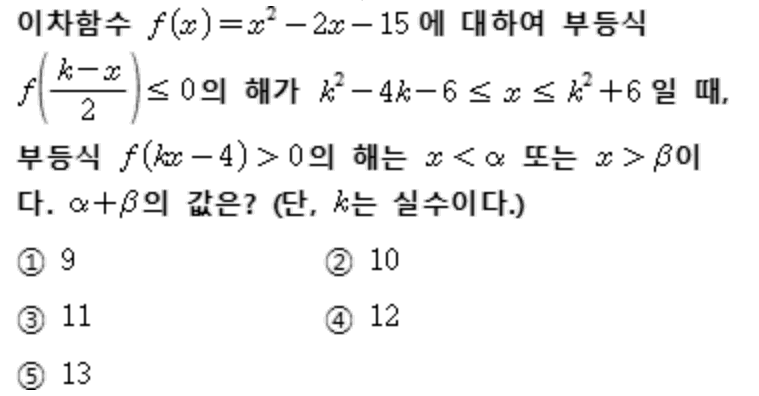 이차함수 f(x)=x²-2x-15에 대하여 부등식
f((k-x)/2)≤0의 해가 k²-4k-6≤x≤k²+6일 때,
부등식 f(kx-4)>0의 해는 x<α 또는 x>β이
다. α+β의 값은? (단, k는 실수이다.)
① 9 ② 10
③ 11 ④ 12
⑤ 13